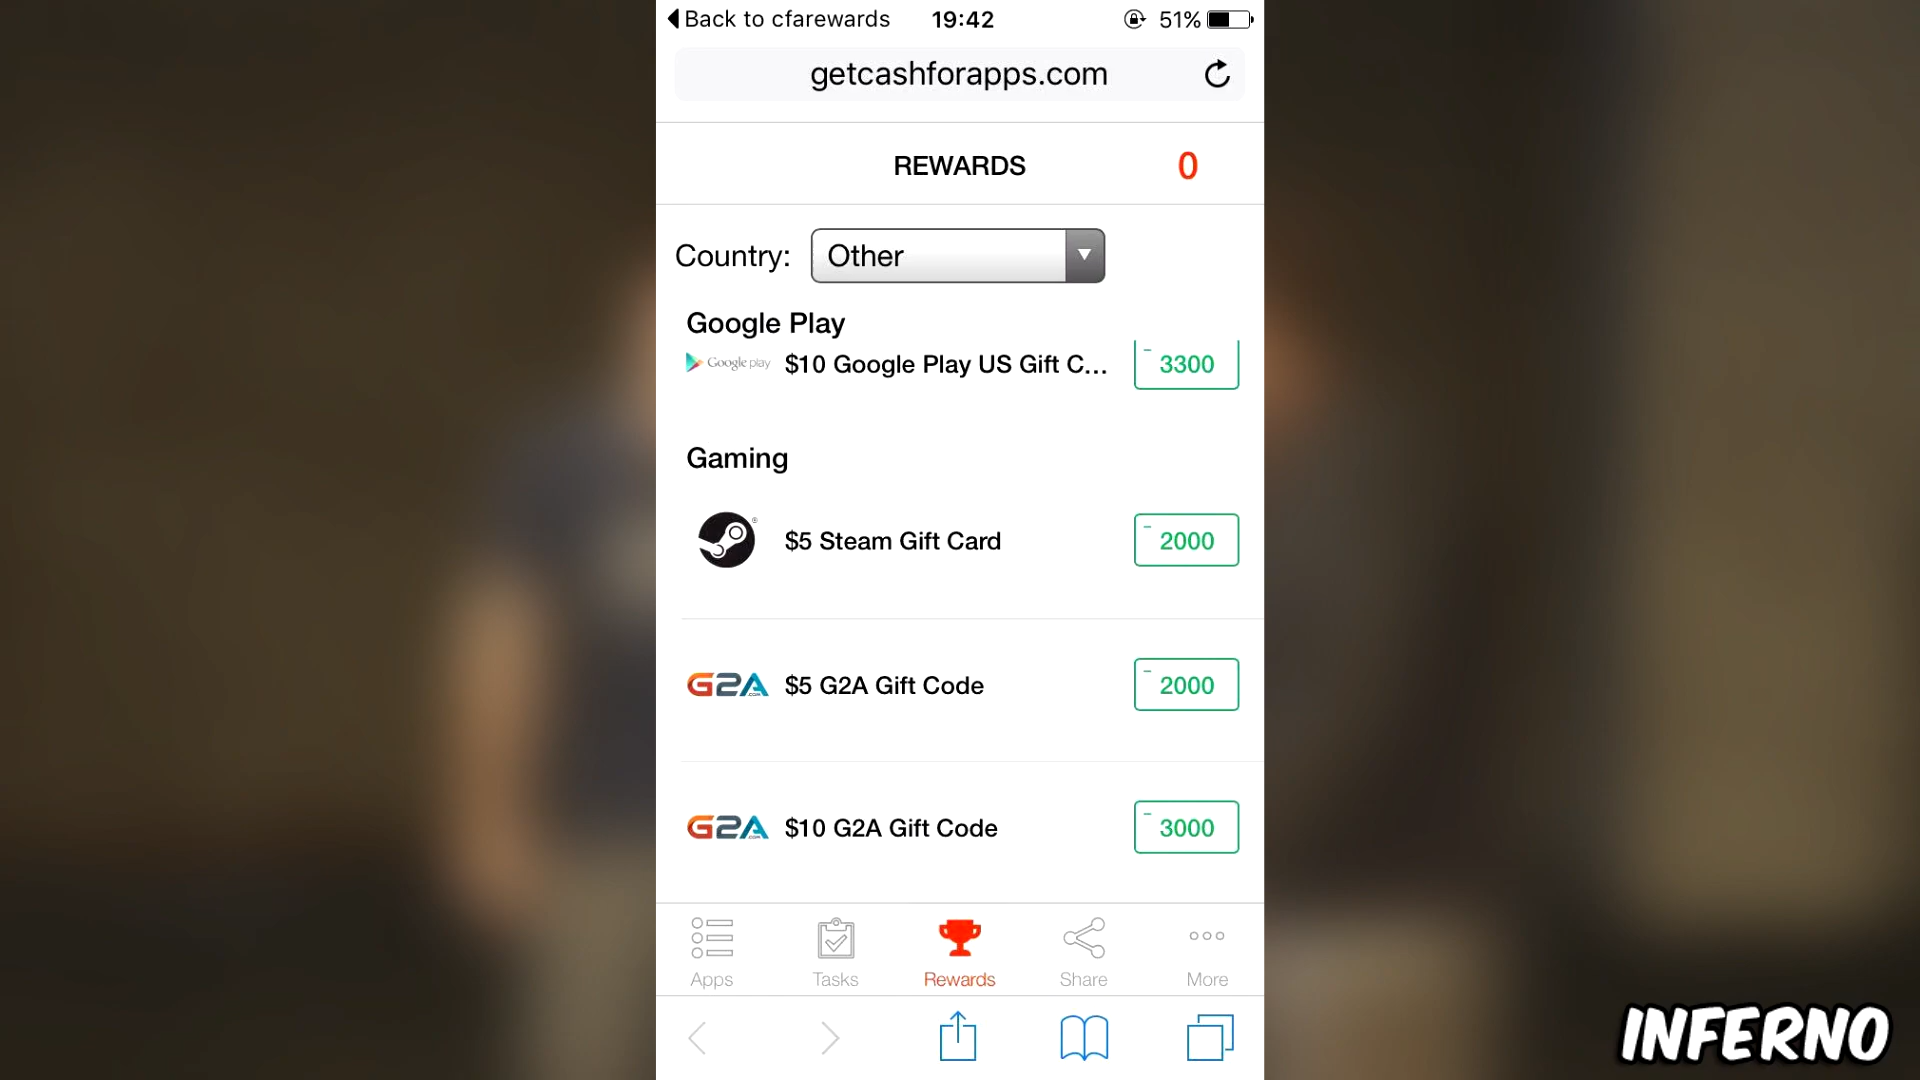 Back to cfarewards 19:42 51%
getcashforapps.com
REWARDS 0
Country: Other
Google Play
Google play $10 Google Play US Gift C... 3300
Gaming
$5 Steam Gift Card 2000
G2A $5 G2A Gift Code 2000
G2A $10 G2A Gift Code 3000
Apps Tasks Rewards Share More
INFERNO